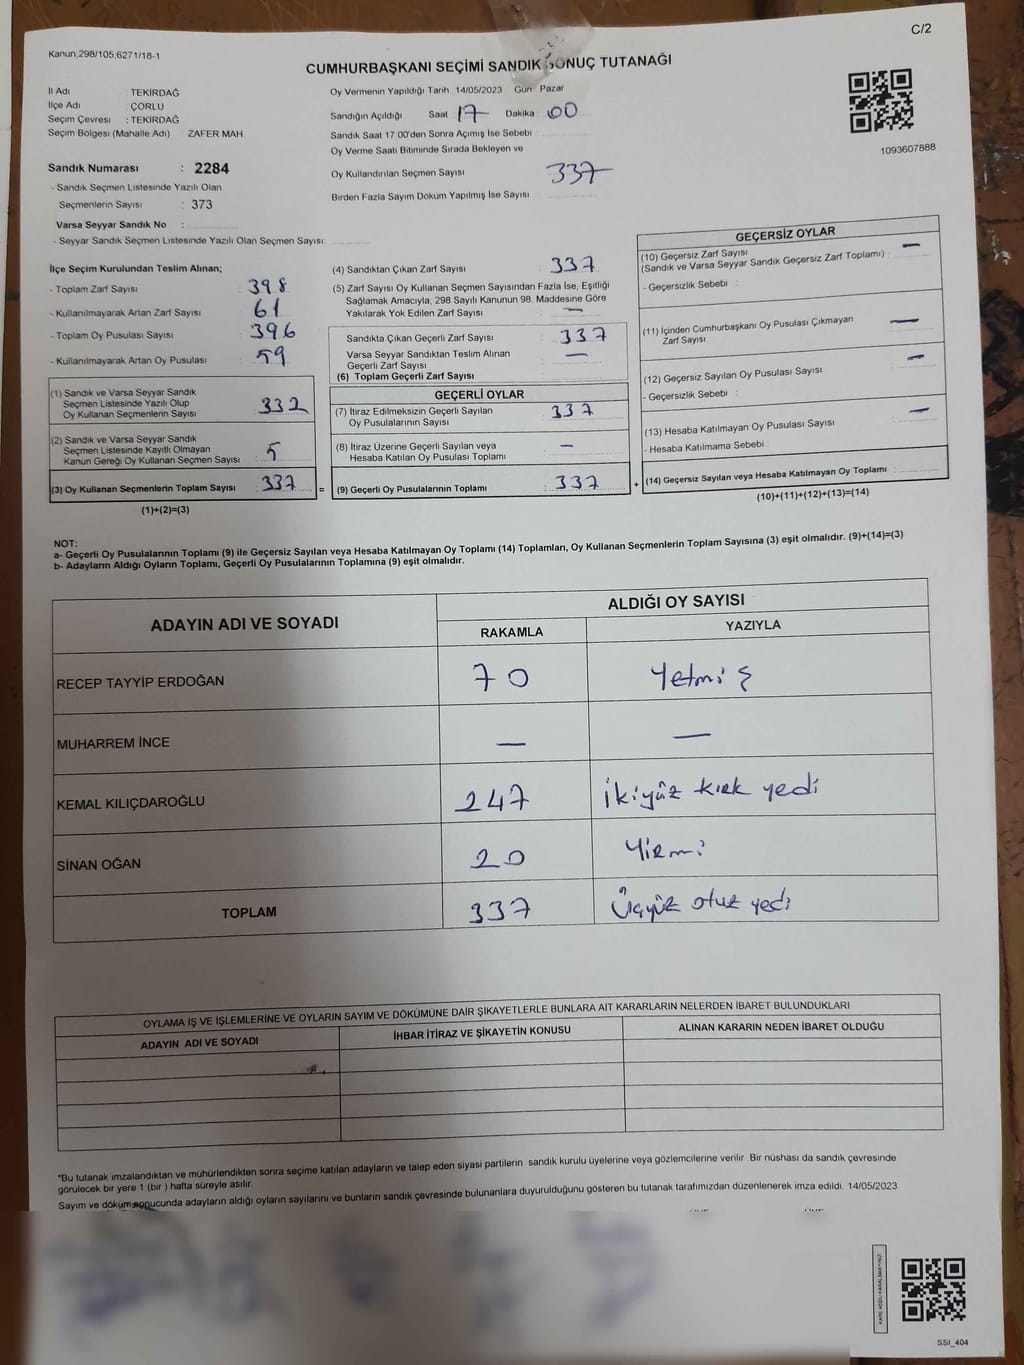 C/2
Kanun;298/105;6271/18-1
CUMHURBAŞKANI SEÇİMİ SANDIK SONUÇ TUTANAĞI
İl Adı TEKİRDAĞ
İlçe Adı ÇORLU
Seçim Çevresi : TEKİRDAĞ
Seçim Bölgesi (Mahalle Adı) ZAFER MAH.
Oy Vermenin Yapıldığı Tarih 14/05/2023 Gün: Pazar
Sandığın Açıldığı Saat 17 Dakika 00
Sandık Saat 17:00'den Sonra Açılmış İse Sebebi
Oy Verme Saati Bitiminde Sırada Bekleyen ve
Oy Kullandırılan Seçmen Sayısı 337
Birden Fazla Sayım Döküm Yapılmış İse Sayısı
1093607888
Sandık Numarası : 2284
- Sandık Seçmen Listesinde Yazılı Olan
Seçmenlerin Sayısı : 373
Varsa Seyyar Sandık No :
- Seyyar Sandık Seçmen Listesinde Yazılı Olan Seçmen Sayısı:
İlçe Seçim Kurulundan Teslim Alınan;
- Toplam Zarf Sayısı : 398
- Kullanılmayarak Artan Zarf Sayısı : 61
- Toplam Oy Pusulası Sayısı : 396
- Kullanılmayarak Artan Oy Pusulası : 59
(1) Sandık ve Varsa Seyyar Sandık
Seçmen Listesinde Yazılı Olup
Oy Kullanan Seçmenlerin Sayısı : 332
(2) Sandık ve Varsa Seyyar Sandık
Seçmen Listesinde Kayıtlı Olmayan
Kanun Gereği Oy Kullanan Seçmen Sayısı : 5
(3) Oy Kullanan Seçmenlerin Toplam Sayısı : 337 =
(1)+(2)=(3)
(4) Sandıktan Çıkan Zarf Sayısı : 337
(5) Zarf Sayısı Oy Kullanan Seçmen Sayısından Fazla İse, Eşitliği
Sağlamak Amacıyla, 298 Sayılı Kanunun 98. Maddesine Göre
Yakılarak Yok Edilen Zarf Sayısı : —
Sandıkta Çıkan Geçerli Zarf Sayısı : 337
Varsa Seyyar Sandıktan Teslim Alınan
Geçerli Zarf Sayısı : —
(6) Toplam Geçerli Zarf Sayısı
GEÇERLİ OYLAR
(7) İtiraz Edilmeksizin Geçerli Sayılan
Oy Pusulalarının Sayısı : 337
(8) İtiraz Üzerine Geçerli Sayılan veya
Hesaba Katılan Oy Pusulası Toplamı : —
(9) Geçerli Oy Pusulalarının Toplamı : 337 +
GEÇERSİZ OYLAR
(10) Geçersiz Zarf Sayısı —
(Sandık ve Varsa Seyyar Sandık Geçersiz Zarf Toplamı)
- Geçersizlik Sebebi :
(11) İçinden Cumhurbaşkanı Oy Pusulası Çıkmayan —
Zarf Sayısı
(12) Geçersiz Sayılan Oy Pusulası Sayısı —
- Geçersizlik Sebebi :
(13) Hesaba Katılmayan Oy Pusulası Sayısı —
- Hesaba Katılmama Sebebi
(14) Geçersiz Sayılan veya Hesaba Katılmayan Oy Toplamı
(10)+(11)+(12)+(13)=(14)
NOT:
a- Geçerli Oy Pusulalarının Toplamı (9) ile Geçersiz Sayılan veya Hesaba Katılmayan Oy Toplamı (14) Toplamları, Oy Kullanan Seçmenlerin Toplam Sayısına (3) eşit olmalıdır. (9)+(14)=(3)
b- Adayların Aldığı Oyların Toplamı, Geçerli Oy Pusulalarının Toplamına (9) eşit olmalıdır.
ADAYIN ADI VE SOYADI
ALDIĞI OY SAYISI
RAKAMLA YAZIYLA
RECEP TAYYİP ERDOĞAN 70 Yetmiş
MUHARREM İNCE — —
KEMAL KILIÇDAROĞLU 247 İkiyüz kırk yedi
SİNAN OĞAN 20 Yirmi
TOPLAM 337 Üçyüz otuz yedi
OYLAMA İŞ VE İŞLEMLERİNE VE OYLARIN SAYIM VE DÖKÜMÜNE DAİR ŞİKAYETLERLE BUNLARA AİT KARARLARIN NELERDEN İBARET BULUNDUKLARI
ADAYIN ADI VE SOYADI İHBAR İTİRAZ VE ŞİKAYETİN KONUSU ALINAN KARARIN NEDEN İBARET OLDUĞU
*Bu tutanak imzalandıktan ve mühürlendikten sonra seçime katılan adayların ve talep eden siyasi partilerin sandık kurulu üyelerine veya gözlemcilerine verilir. Bir nüshası da sandık çevresinde
görülecek bir yere 1 (bir ) hafta süreyle asılır.
Sayım ve döküm sonucunda adayların aldığı oyların sayılarını ve bunların sandık çevresinde bulunanlara duyurulduğunu gösteren bu tutanak tarafımızdan düzenlenerek imza edildi. 14/05/2023
KARE KODU KARALAMAYINIZ!
SSI_404